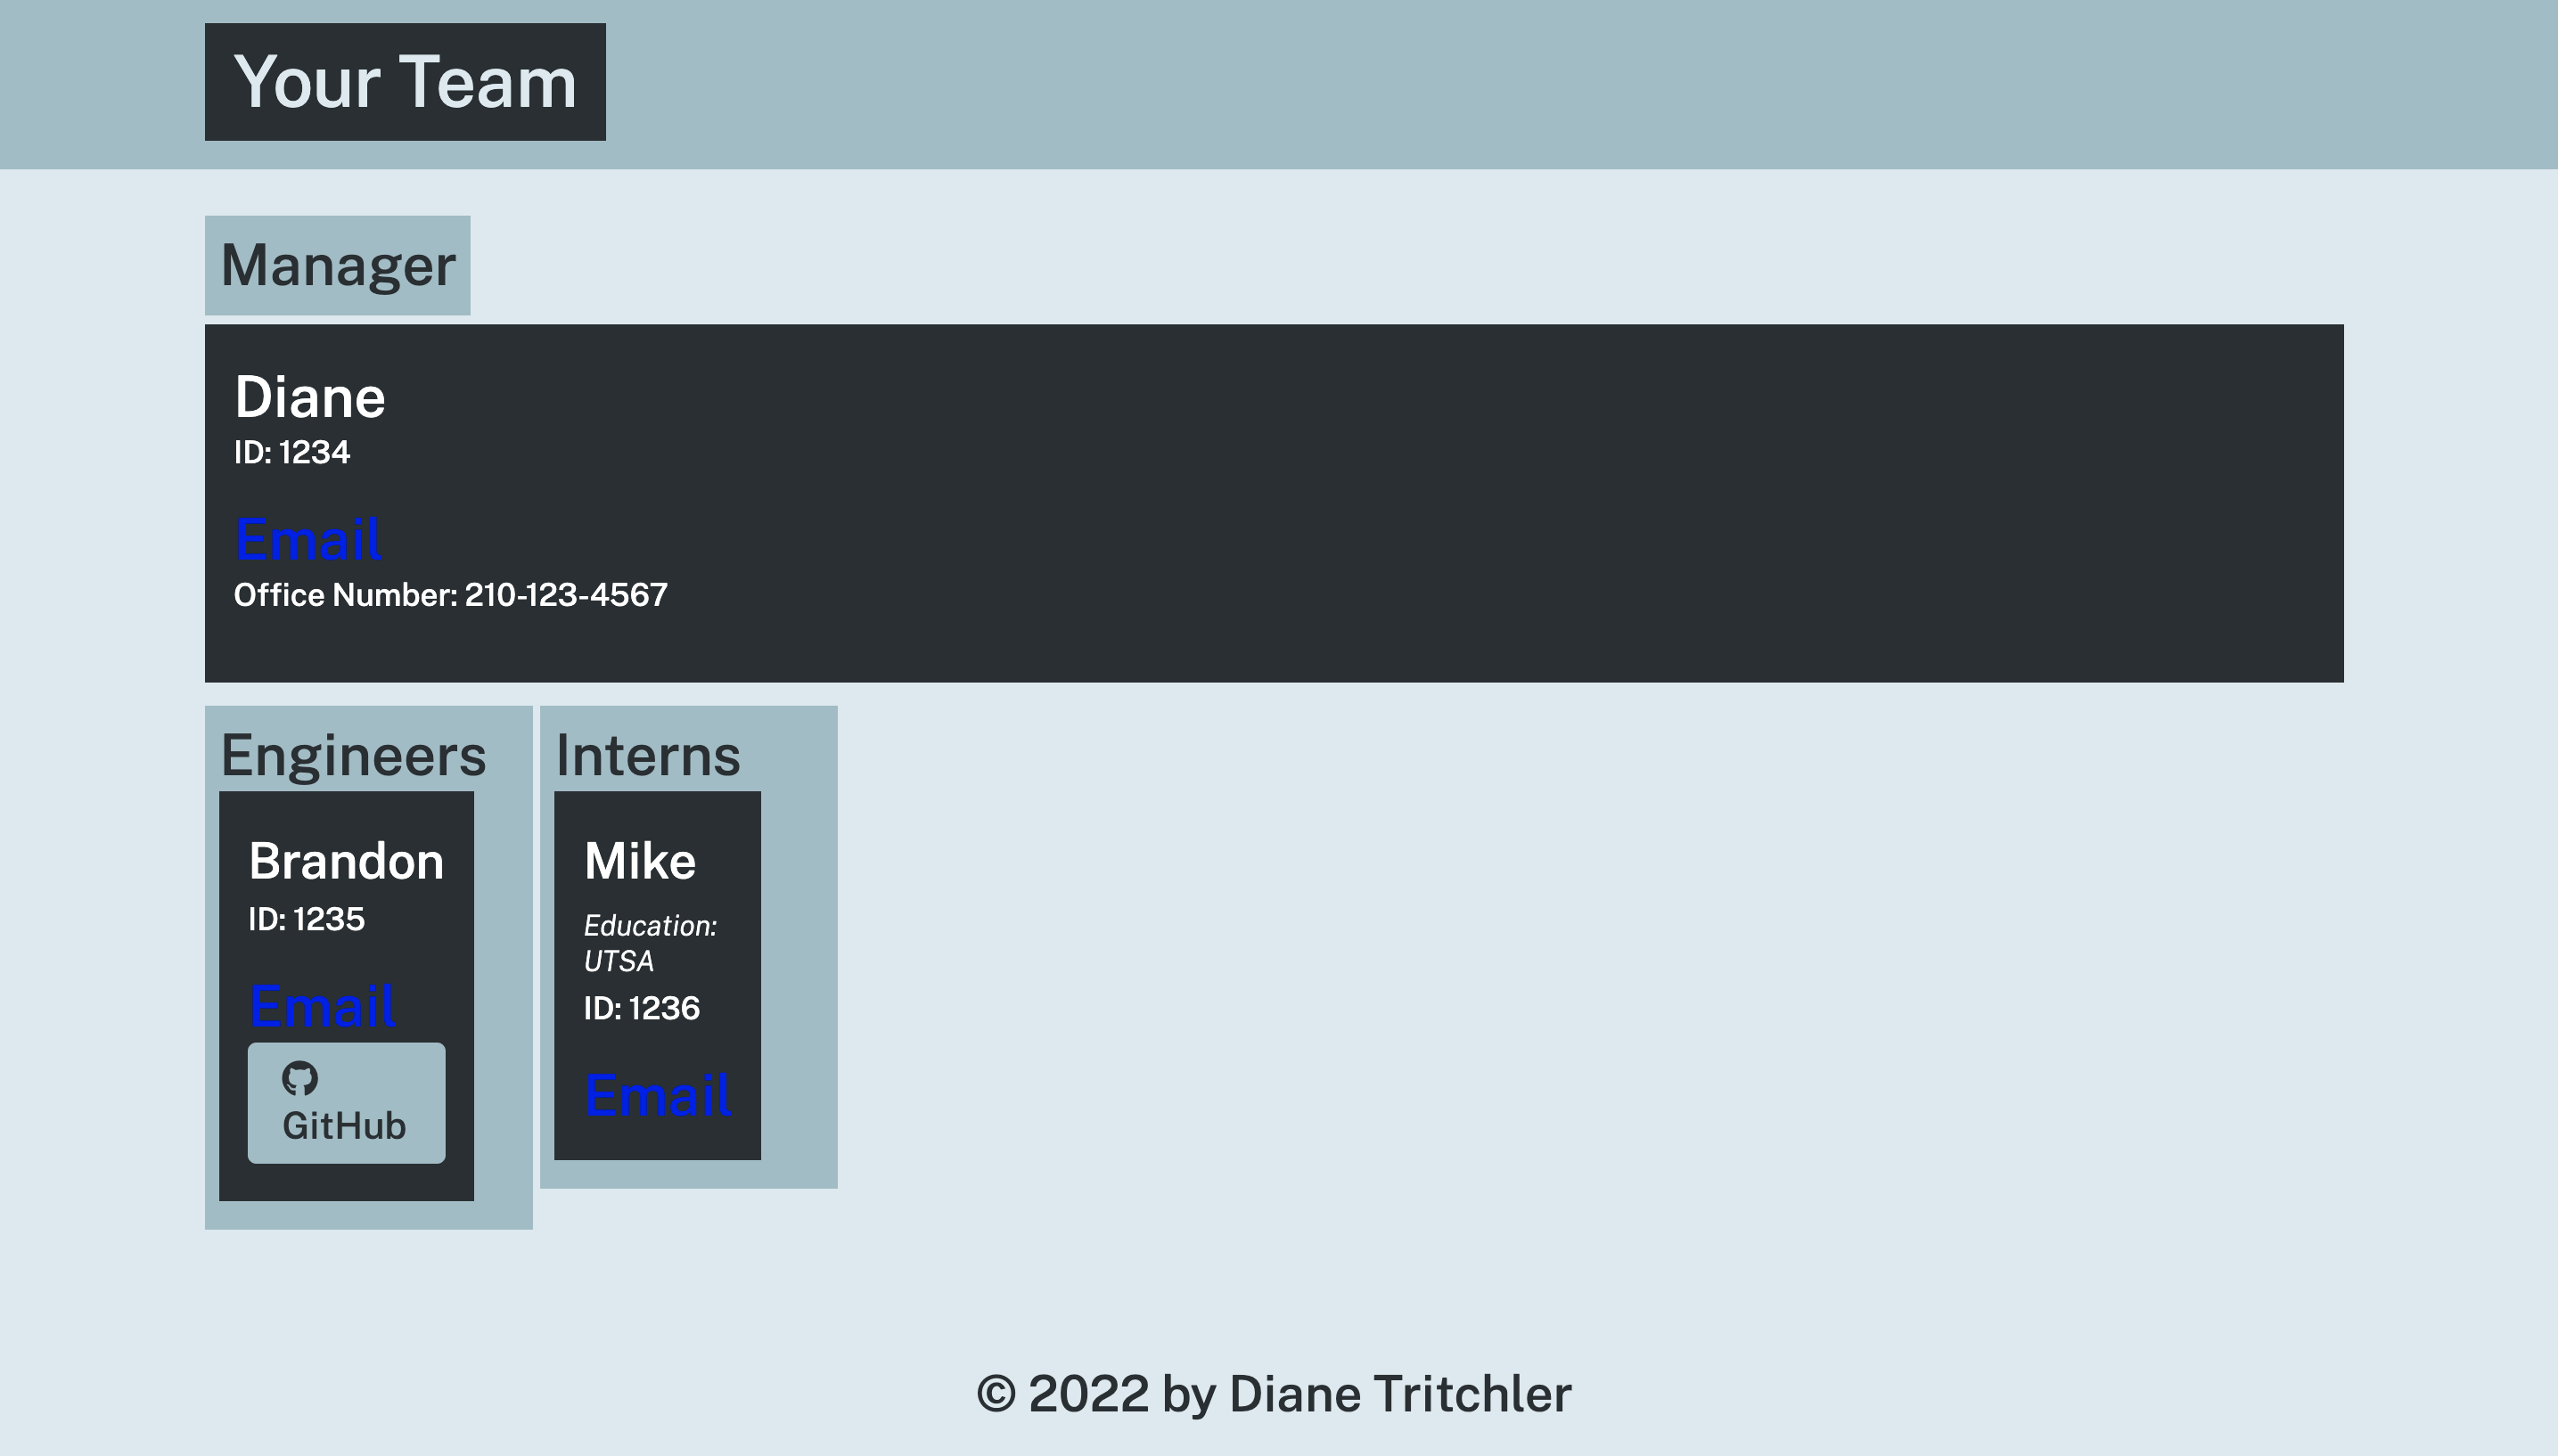 Your Team
Manager
Diane
ID: 1234
Email
Office Number: 210-123-4567
Engineers
Brandon
ID: 1235
Email
GitHub
Interns
Mike
Education:
UTSA
ID: 1236
Email
© 2022 by Diane Tritchler